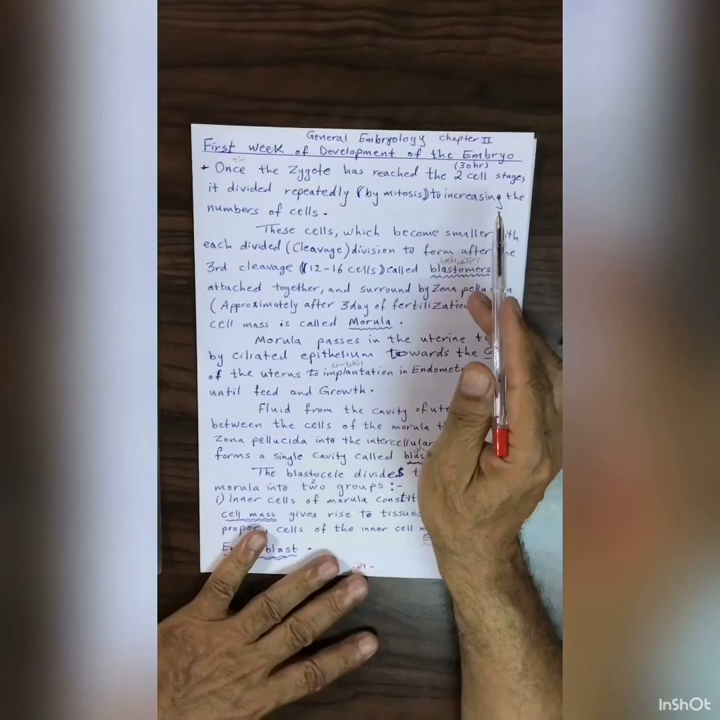 General Embryology Chapter II
First week of Development of the Embryo
(30hr)
+ Once the Zygote has reached the 2 cell stage,
it divided repeatedly (by mitosis) to increasing the
numbers of cells.
These cells, which become smaller with
each divided (Cleavage) division to form after the
3rd cleavage (12-16 cells) called blastomers
attached together, and surround by Zona
(Approximately after 3day of fertilization
cell mass is called Morula.
Morula passes in the uterine
by ciliated epithelium towards the
of the uterus to implantation in
until feed and Growth.
Fluid from the cavity of
between the cells of the morula
Zona pellucida into the intercellular
forms a single cavity called
The blastocele divides
morula into two groups :-
i) Inner cells of morula
cell mass gives rise to
proper, cells of the inner cell
-21-
InShOt